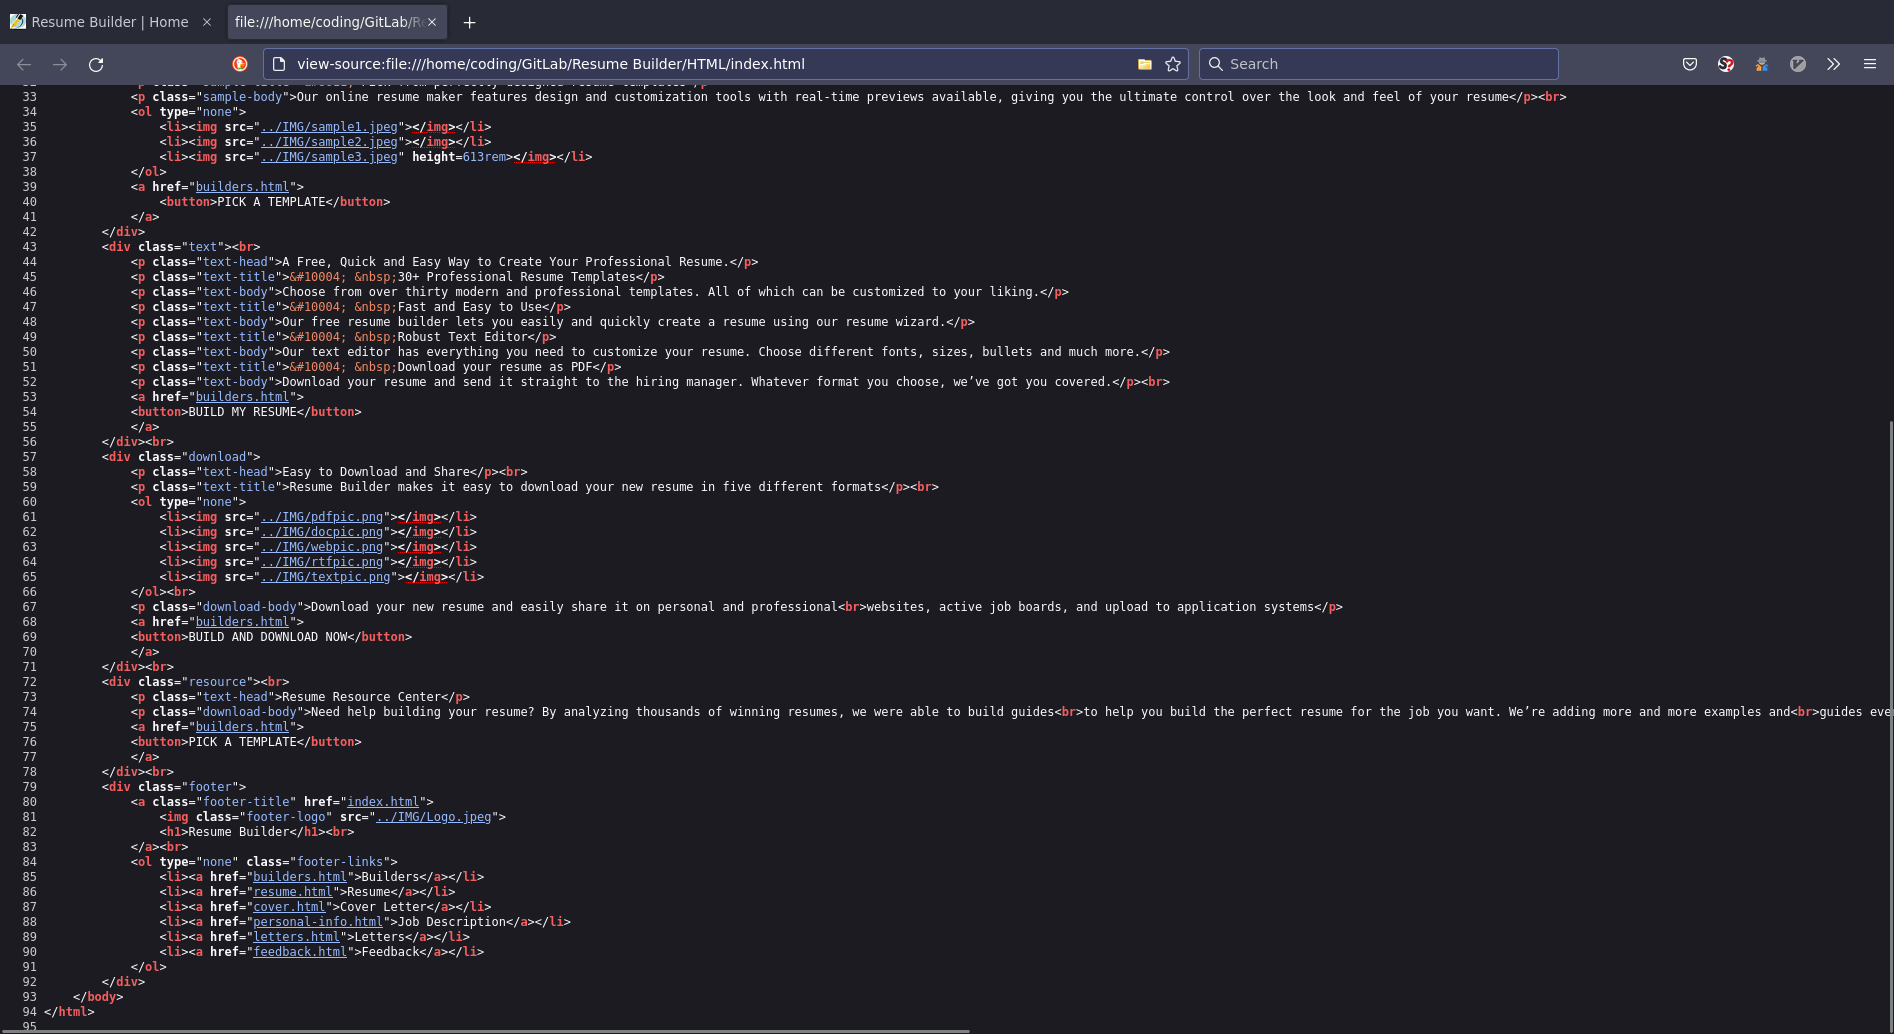 Resume Builder | Home
file:///home/coding/GitLab/Re
view-source:file:///home/coding/GitLab/Resume Builder/HTML/index.html
Search
33 <p class="sample-body">Our online resume maker features design and customization tools with real-time previews available, giving you the ultimate control over the look and feel of your resume</p><br>
34 <ol type="none">
35 <li><img src="../IMG/sample1.jpeg"></img></li>
36 <li><img src="../IMG/sample2.jpeg"></img></li>
37 <li><img src="../IMG/sample3.jpeg" height=613rem></img></li>
38 </ol>
39 <a href="builders.html">
40 <button>PICK A TEMPLATE</button>
41 </a>
42 </div>
43 <div class="text"><br>
44 <p class="text-head">A Free, Quick and Easy Way to Create Your Professional Resume.</p>
45 <p class="text-title">&#10004; &nbsp;30+ Professional Resume Templates</p>
46 <p class="text-body">Choose from over thirty modern and professional templates. All of which can be customized to your liking.</p>
47 <p class="text-title">&#10004; &nbsp;Fast and Easy to Use</p>
48 <p class="text-body">Our free resume builder lets you easily and quickly create a resume using our resume wizard.</p>
49 <p class="text-title">&#10004; &nbsp;Robust Text Editor</p>
50 <p class="text-body">Our text editor has everything you need to customize your resume. Choose different fonts, sizes, bullets and much more.</p>
51 <p class="text-title">&#10004; &nbsp;Download your resume as PDF</p>
52 <p class="text-body">Download your resume and send it straight to the hiring manager. Whatever format you choose, we’ve got you covered.</p><br>
53 <a href="builders.html">
54 <button>BUILD MY RESUME</button>
55 </a>
56 </div><br>
57 <div class="download">
58 <p class="text-head">Easy to Download and Share</p><br>
59 <p class="text-title">Resume Builder makes it easy to download your new resume in five different formats</p><br>
60 <ol type="none">
61 <li><img src="../IMG/pdfpic.png"></img></li>
62 <li><img src="../IMG/docpic.png"></img></li>
63 <li><img src="../IMG/webpic.png"></img></li>
64 <li><img src="../IMG/rtfpic.png"></img></li>
65 <li><img src="../IMG/textpic.png"></img></li>
66 </ol><br>
67 <p class="download-body">Download your new resume and easily share it on personal and professional<br>websites, active job boards, and upload to application systems</p>
68 <a href="builders.html">
69 <button>BUILD AND DOWNLOAD NOW</button>
70 </a>
71 </div><br>
72 <div class="resource"><br>
73 <p class="text-head">Resume Resource Center</p>
74 <p class="download-body">Need help building your resume? By analyzing thousands of winning resumes, we were able to build guides<br>to help you build the perfect resume for the job you want. We’re adding more and more examples and<br>guides eve
75 <a href="builders.html">
76 <button>PICK A TEMPLATE</button>
77 </a>
78 </div><br>
79 <div class="footer">
80 <a class="footer-title" href="index.html">
81 <img class="footer-logo" src="../IMG/Logo.jpeg">
82 <h1>Resume Builder</h1><br>
83 </a><br>
84 <ol type="none" class="footer-links">
85 <li><a href="builders.html">Builders</a></li>
86 <li><a href="resume.html">Resume</a></li>
87 <li><a href="cover.html">Cover Letter</a></li>
88 <li><a href="personal-info.html">Job Description</a></li>
89 <li><a href="letters.html">Letters</a></li>
90 <li><a href="feedback.html">Feedback</a></li>
91 </ol>
92 </div>
93 </body>
94 </html>
95